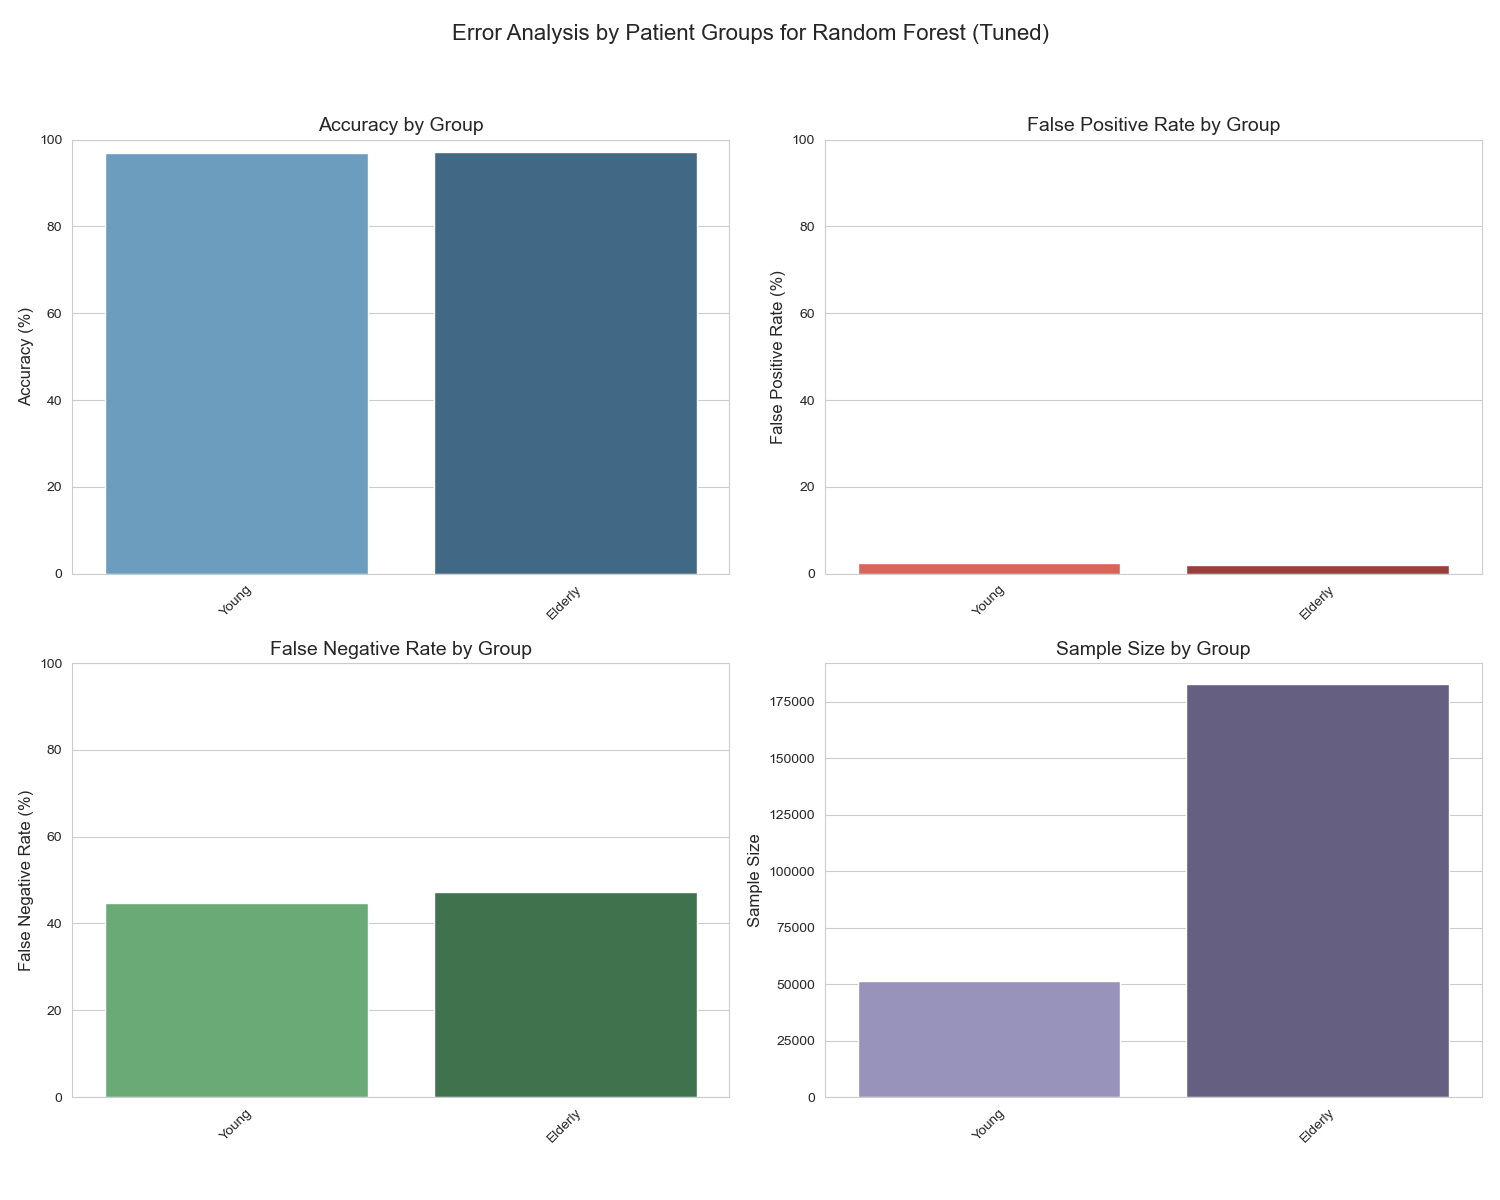 Error Analysis by Patient Groups for Random Forest (Tuned)
Accuracy by Group
100
80
60
40
20
0
Accuracy (%)
Young
Elderly
False Positive Rate by Group
100
80
60
40
20
0
False Positive Rate (%)
Young
Elderly
False Negative Rate by Group
100
80
60
40
20
0
False Negative Rate (%)
Young
Elderly
Sample Size by Group
175000
150000
125000
100000
75000
50000
25000
0
Sample Size
Young
Elderly